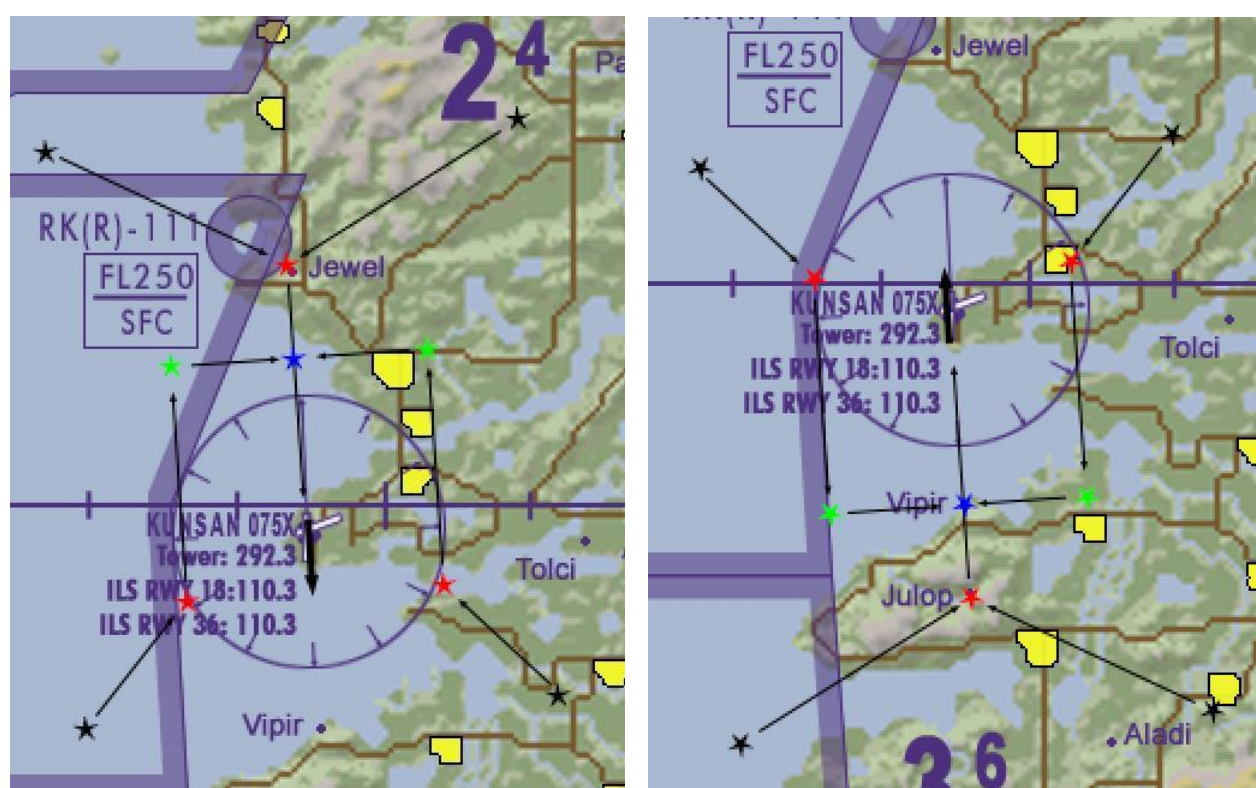 2⁴
Pa
RK(R)-111
FL250
SFC
Jewel
KUNSAN 075X
Tower: 292.3
ILS RWY 18:110.3
ILS RWY 36: 110.3
Tolci
Vipir
FL250
SFC
Jewel
KUNSAN 075X
Tower: 292.3
ILS RWY 18:110.3
ILS RWY 36: 110.3
Tolci
Vipir
Julop
Aladi
3⁶